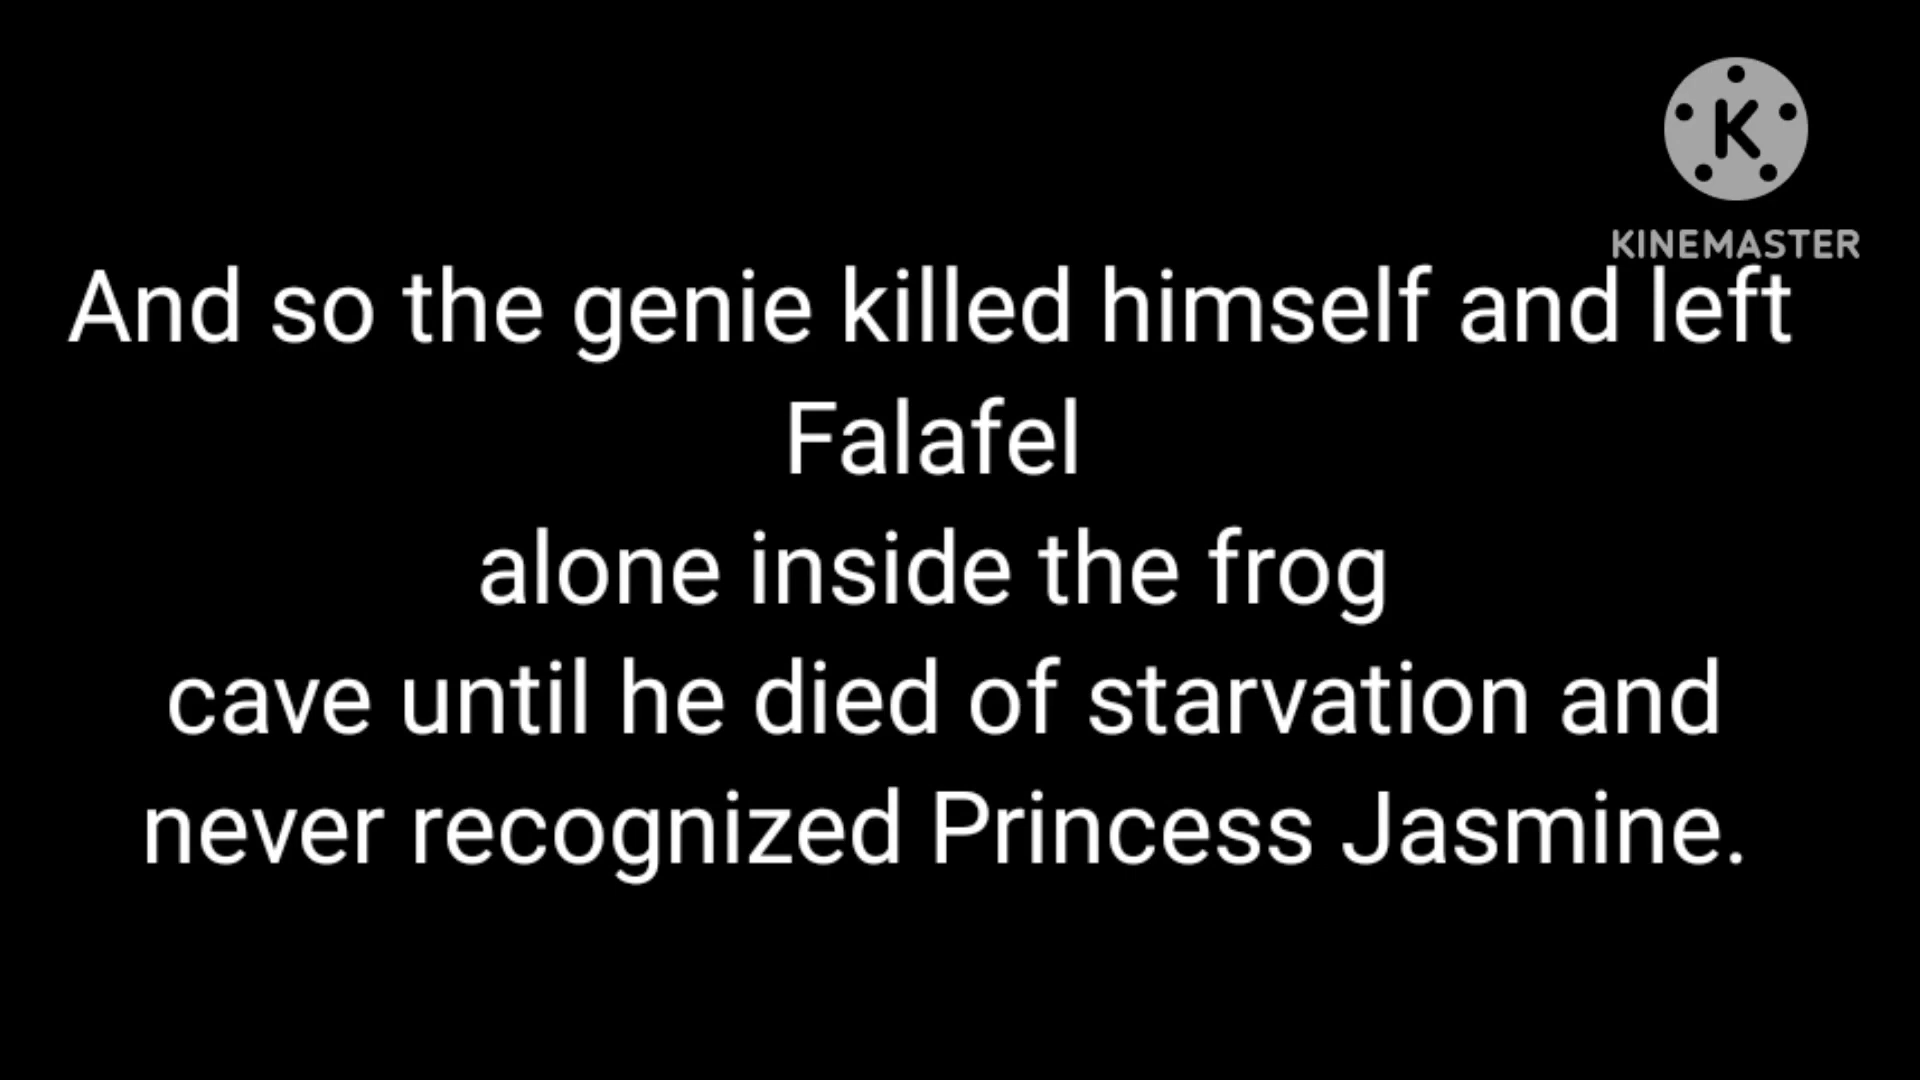 K
KINEMASTER
And so the genie killed himself and left
Falafel
alone inside the frog
cave until he died of starvation and
never recognized Princess Jasmine.